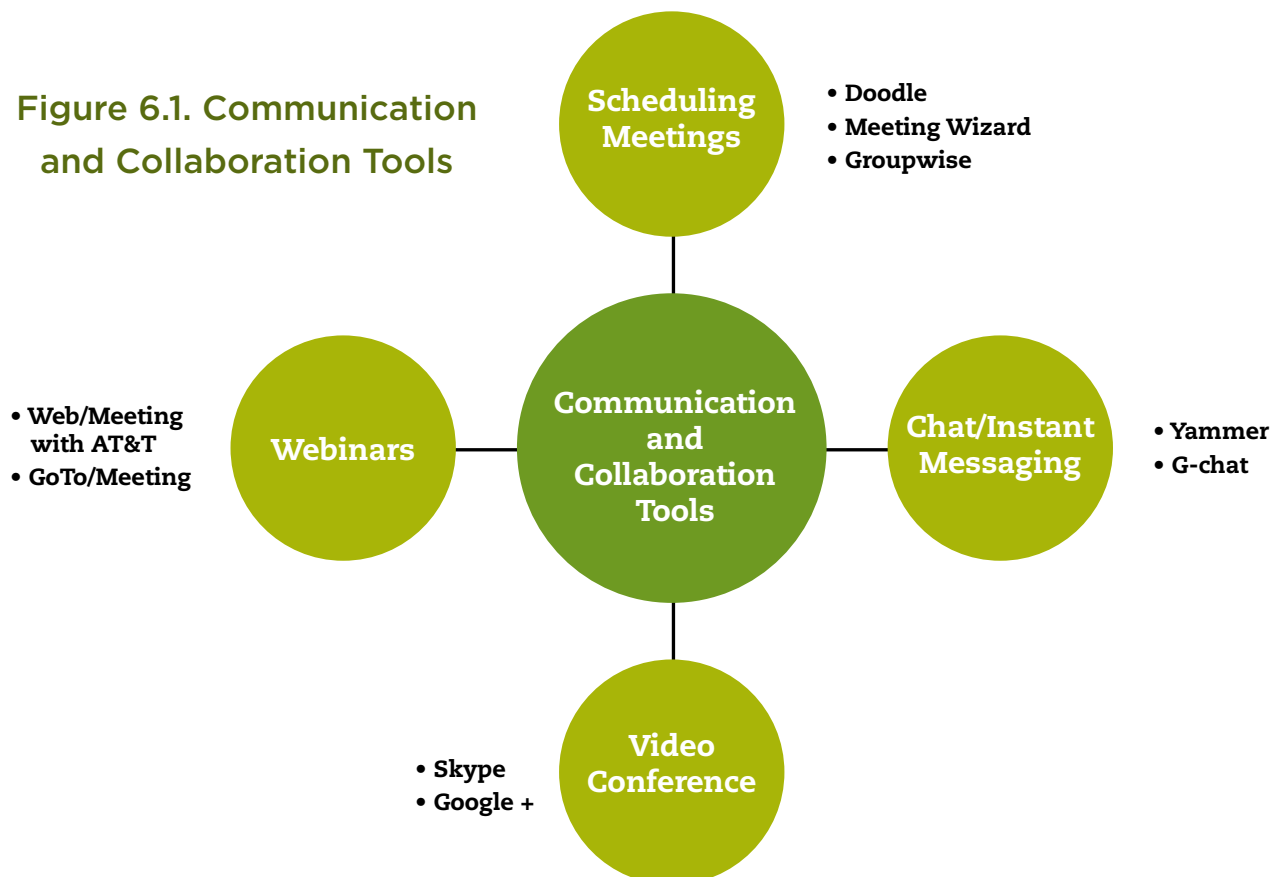 Figure 6.1. Communication
and Collaboration Tools
Scheduling
Meetings
• Doodle
• Meeting Wizard
• Groupwise
Communication
and
Collaboration
Tools
Webinars
• Web/Meeting
with AT&T
• GoTo/Meeting
Chat/Instant
Messaging
• Yammer
• G-chat
Video
Conference
• Skype
• Google +